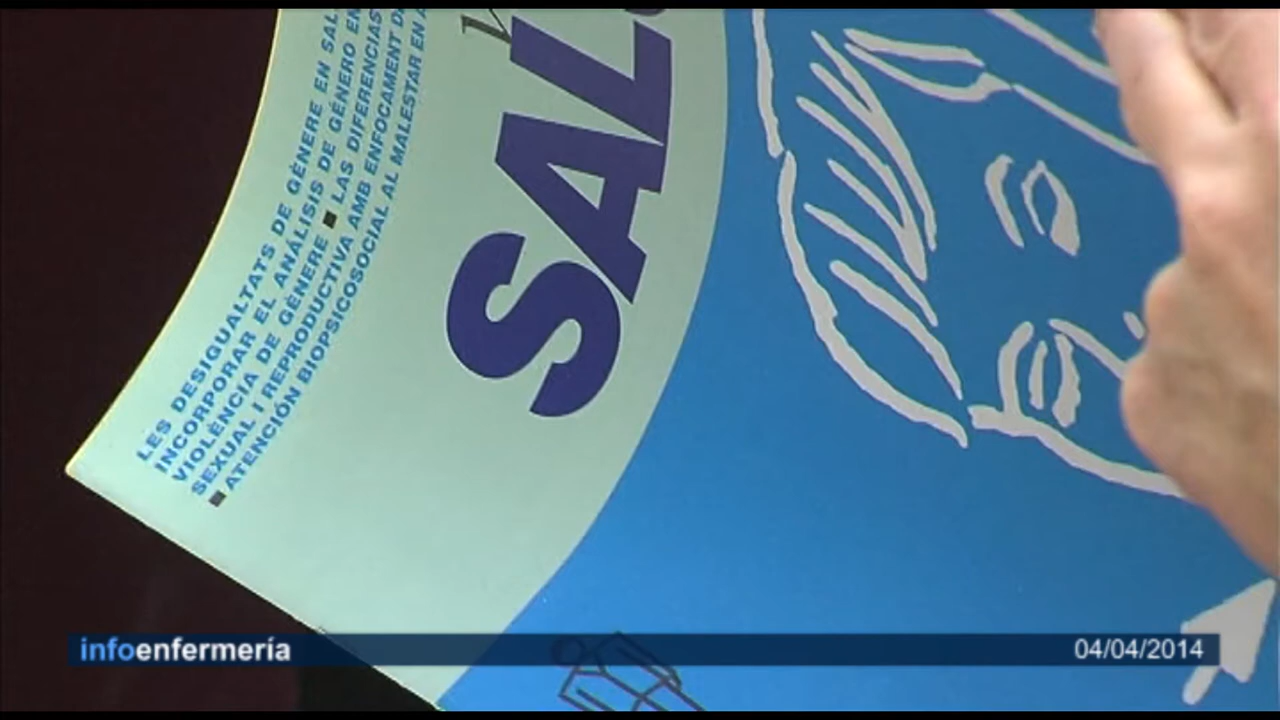 LES DESIGUALTATS DE GÈNERE EN SAL
INCORPORAR EL ANÁLISIS DE GÉNERO EN
VIOLÈNCIA DE GÈNERE ■ LAS DIFERENCIAS
SEXUAL I REPRODUCTIVA AMB ENFOCAMENT D
■ ATENCIÓN BIOPSICOSOCIAL AL MALESTAR EN A
SAL
infoenfermería
04/04/2014